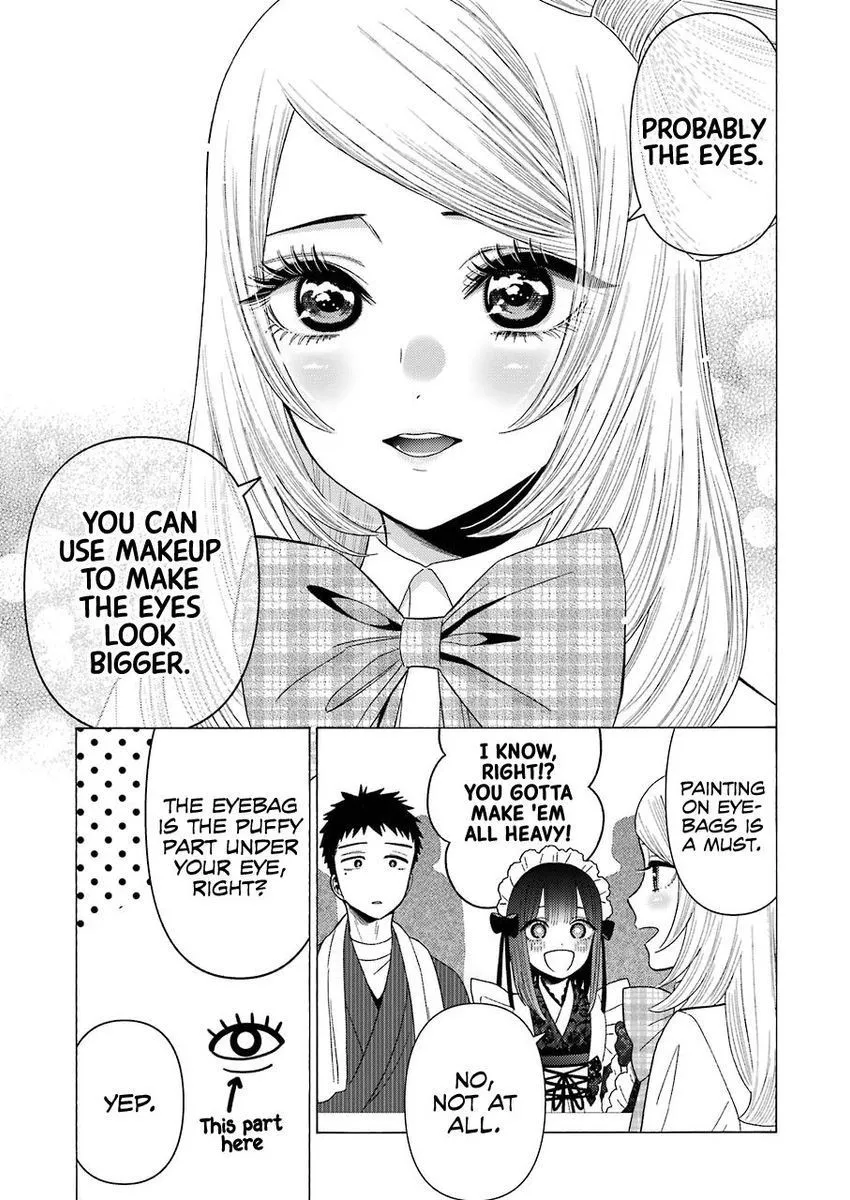 PROBABLY
THE EYES.
YOU CAN
USE MAKEUP
TO MAKE
THE EYES
LOOK
BIGGER.
PAINTING
ON EYE-
BAGS IS
A MUST.
I KNOW,
RIGHT!?
YOU GOTTA
MAKE 'EM
ALL HEAVY!
NO,
NOT AT
ALL.
THE EYEBAG
IS THE PUFFY
PART UNDER
YOUR EYE,
RIGHT?
This part
here
YEP.